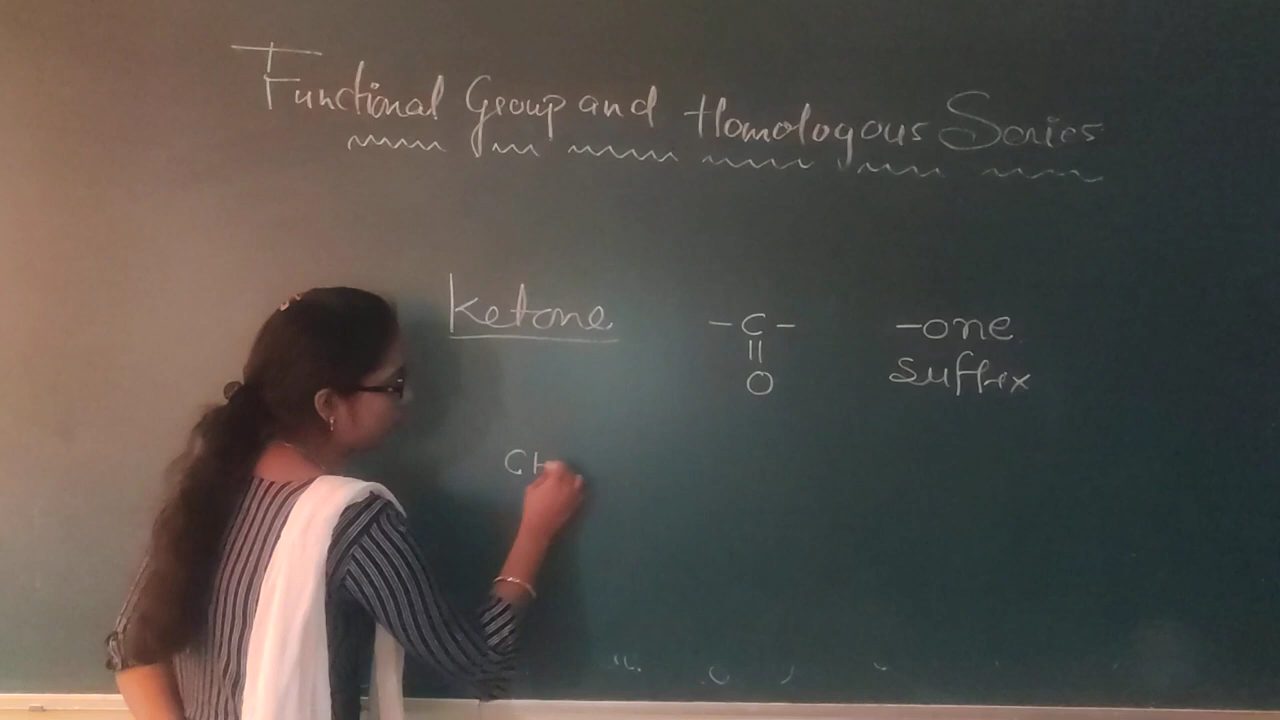 Functional Group and Homologous Series
Ketone -C- -one
||
O suffix
CH